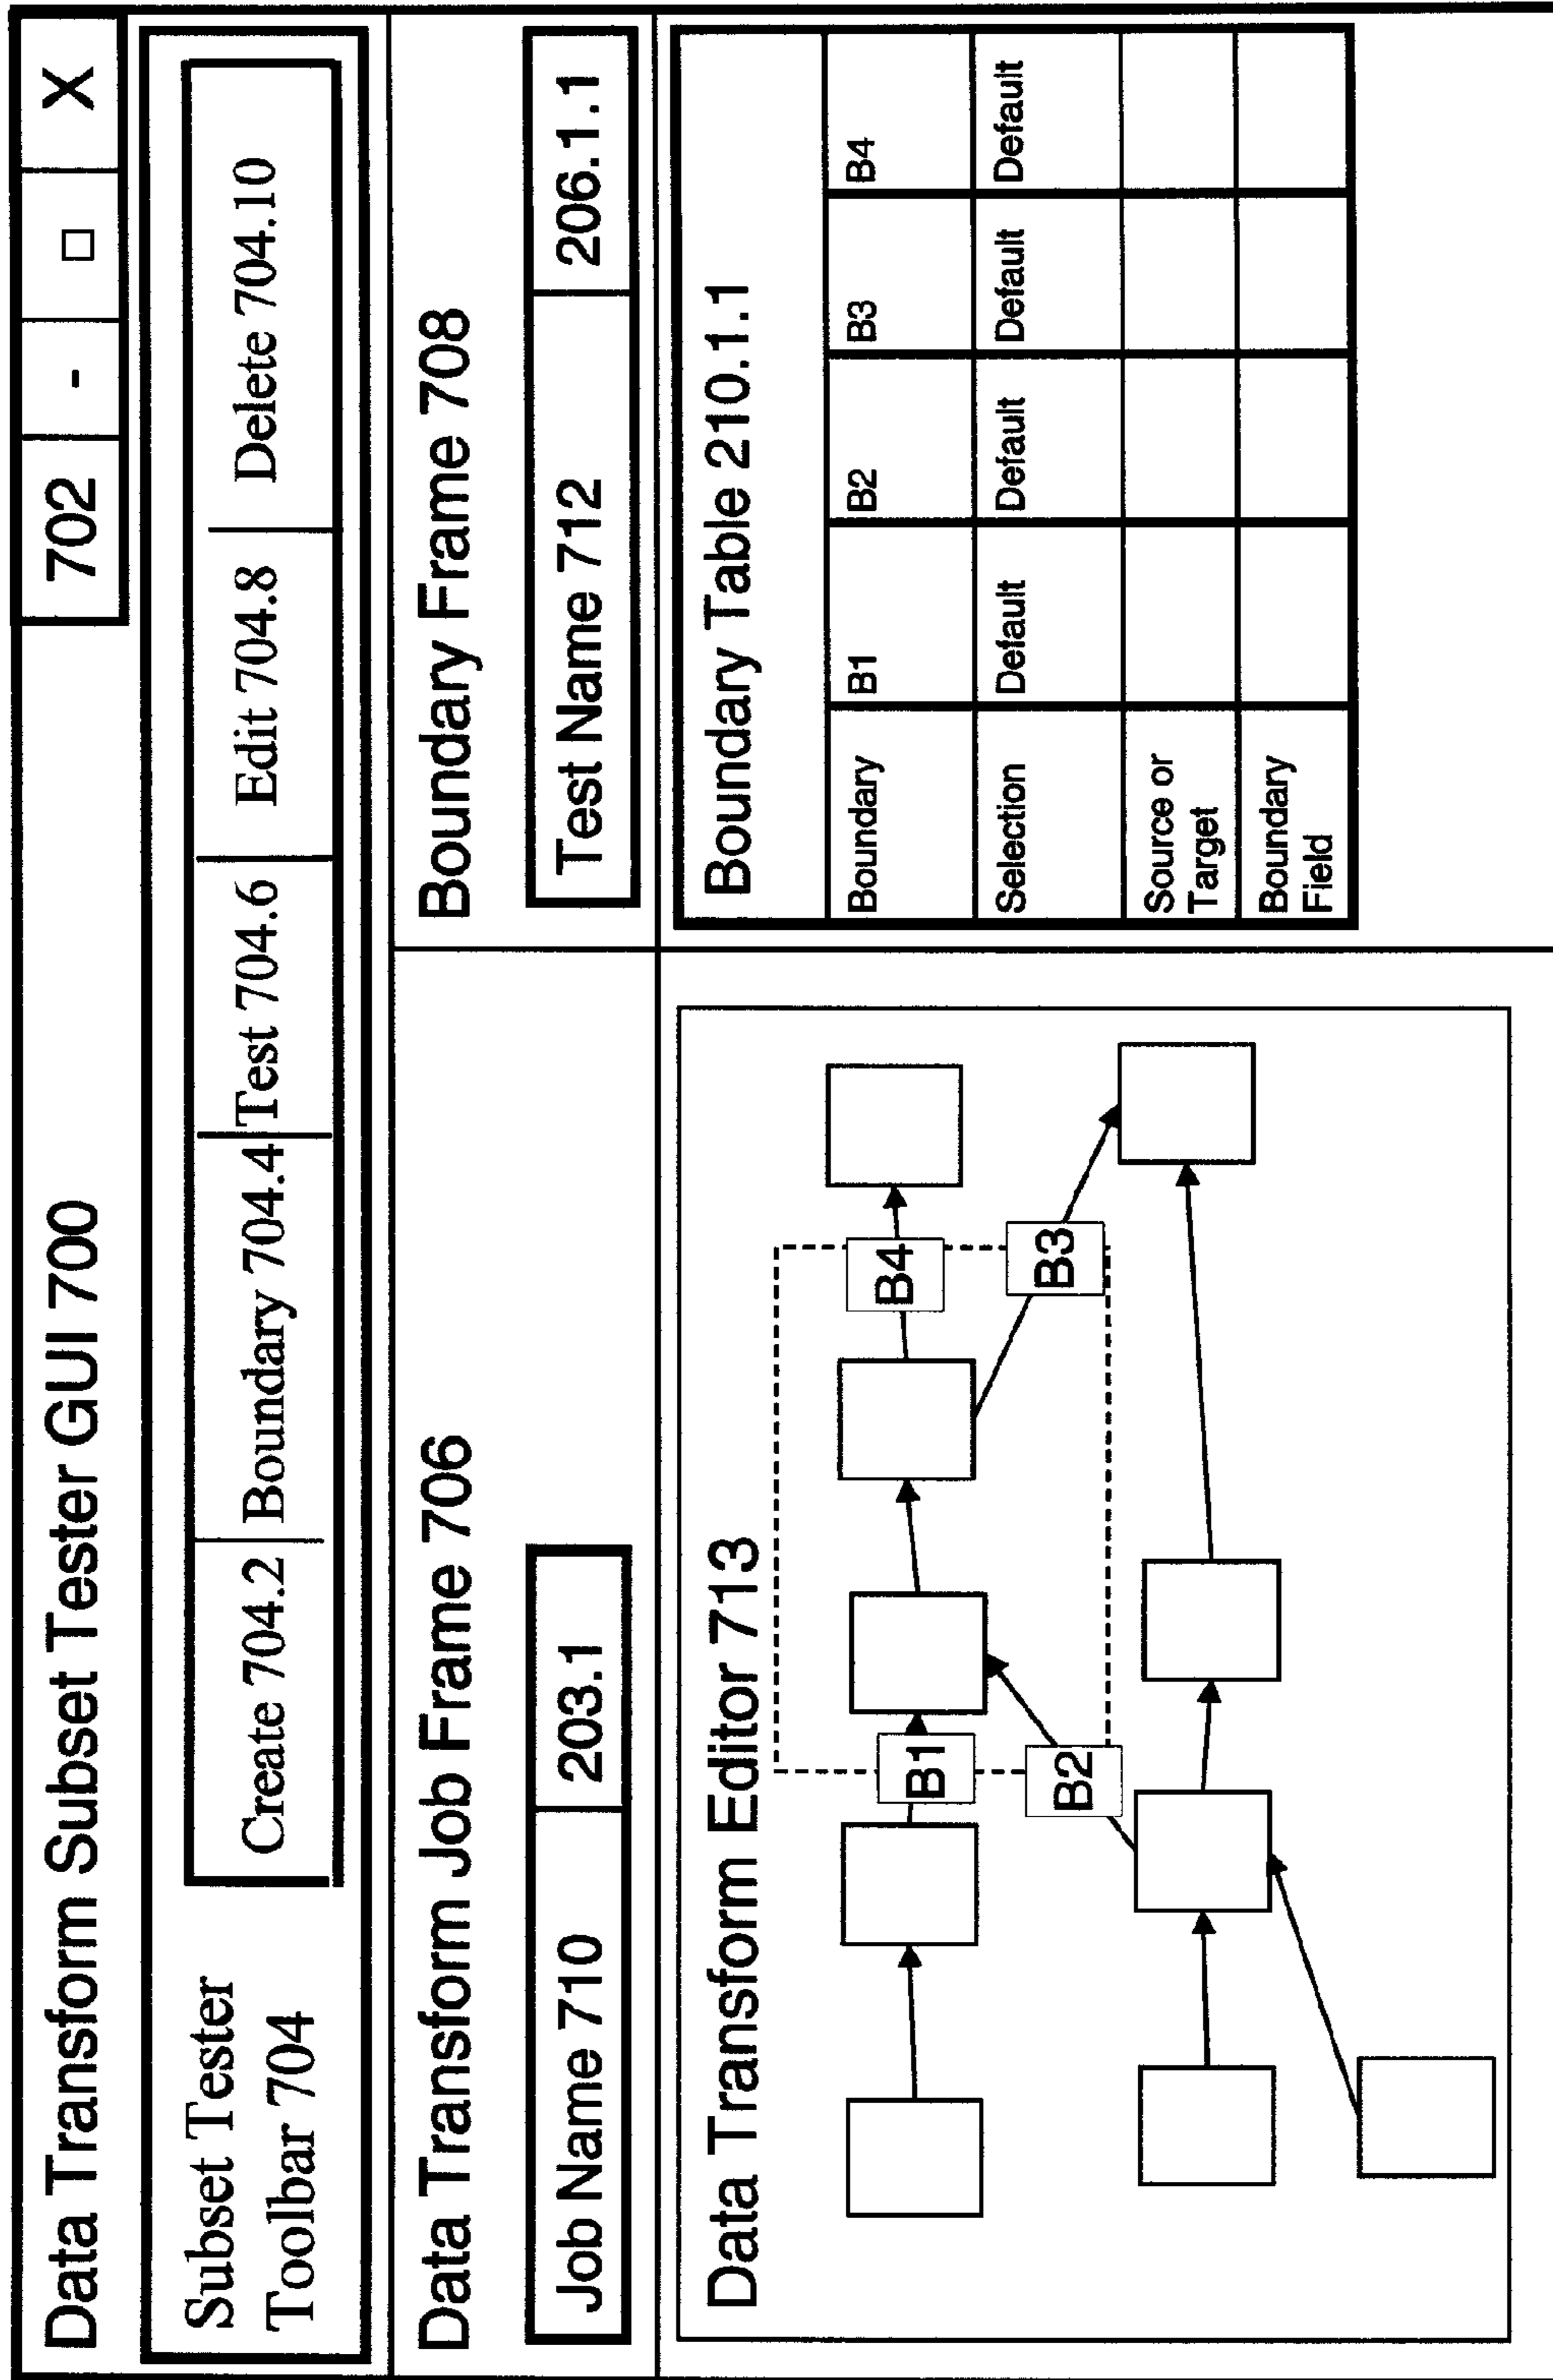 Data Transform Subset Tester GUI 700
702 - □ X
Subset Tester
Toolbar 704
Create 704.2 Boundary 704.4 Test 704.6 Edit 704.8 Delete 704.10
Data Transform Job Frame 706
Job Name 710 203.1
Boundary Frame 708
Test Name 712 206.1.1
Data Transform Editor 713
B1
B2
B4
B3
Boundary Table 210.1.1
Boundary B1 B2 B3 B4
Selection Default Default Default Default
Source or
Target
Boundary
Field